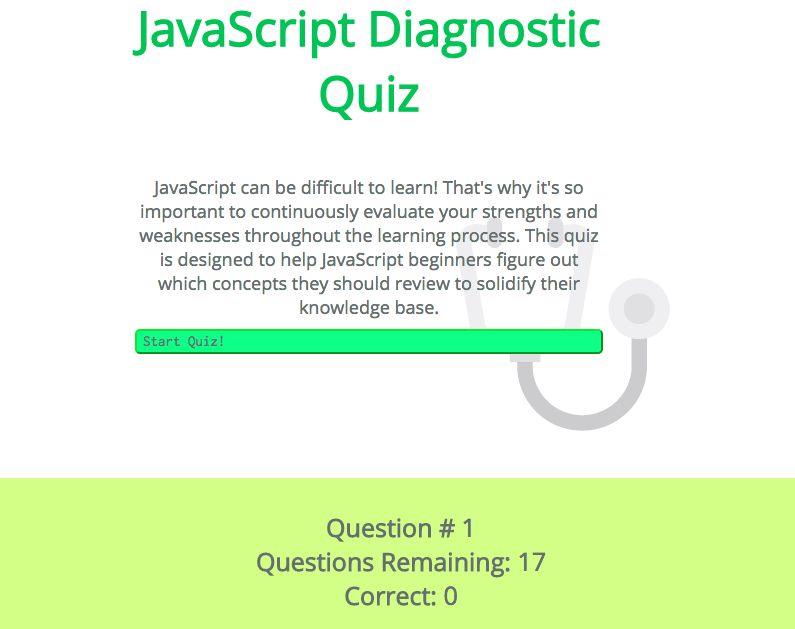 JavaScript Diagnostic
Quiz
JavaScript can be difficult to learn! That's why it's so
important to continuously evaluate your strengths and
weaknesses throughout the learning process. This quiz
is designed to help JavaScript beginners figure out
which concepts they should review to solidify their
knowledge base.
Start Quiz!
Question # 1
Questions Remaining: 17
Correct: 0